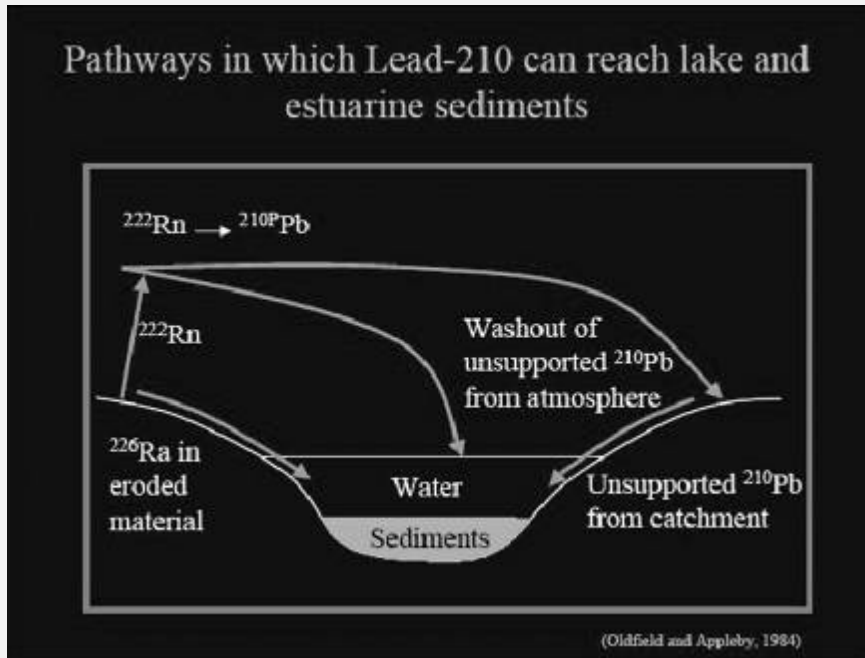 Pathways in which Lead-210 can reach lake and
estuarine sediments
²²²Rn → ²¹⁰ᴾPb
²²²Rn
Washout of
unsupported ²¹⁰Pb
from atmosphere
²²⁶Ra in
eroded
material
Water
Unsupported ²¹⁰Pb
from catchment
Sediments
(Oldfield and Appleby, 1984)